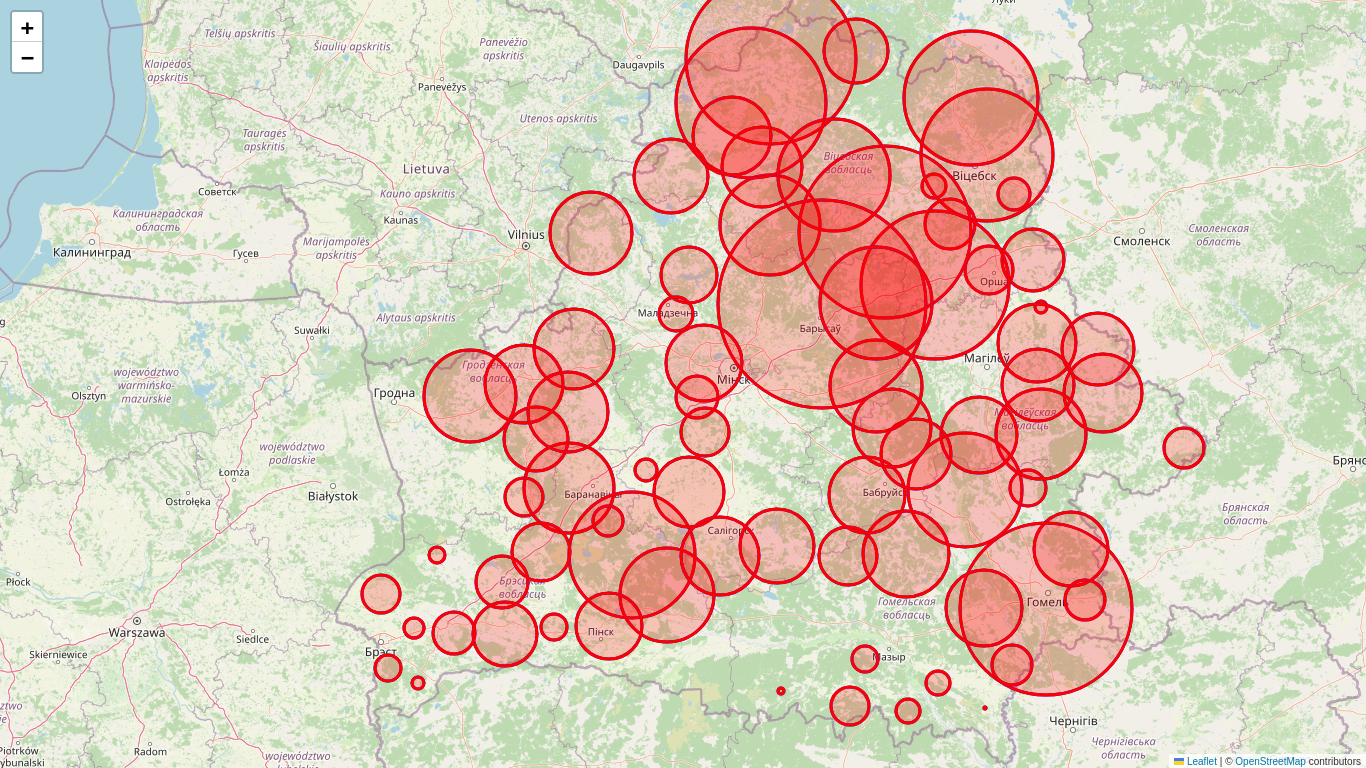 +
−
Луки
Telšių apskritis
Šiaulių apskritis
Panevėžio
apskritis
Klaipėdos
apskritis
Daugavpils
Panevėžys
Utenos apskritis
Tauragės
apskritis
Lietuva
Віцебская
вобласць
Віцебск
Советск
Kauno apskritis
Kaunas
Калининградская
область
Vilnius
Смоленск
Смоленская
область
Marijampolės
apskritis
Калининград
Гусев
Орша
Маладзечна
Alytaus apskritis
Suwałki
Барысаў
Магілёў
Гродзенская
вобласць
województwo
warmińsko-
mazurskie
Мінск
Olsztyn
Гродна
Магілёўская
вобласць
województwo
podlaskie
Брянс
Łomża
Ostrołęka
Białystok
Баранавічы
Бабруйск
Брянская
область
Салігорск
Płock
Брэсцкая
вобласць
Гомельская
вобласць
Гомель
Warszawa
Siedlce
Пінск
Skierniewice
Брэст
Мазыр
Чернігів
Piotrków
ybunalski
Radom
województwo
Чернігівська
область
Leaflet | © OpenStreetMap contributors